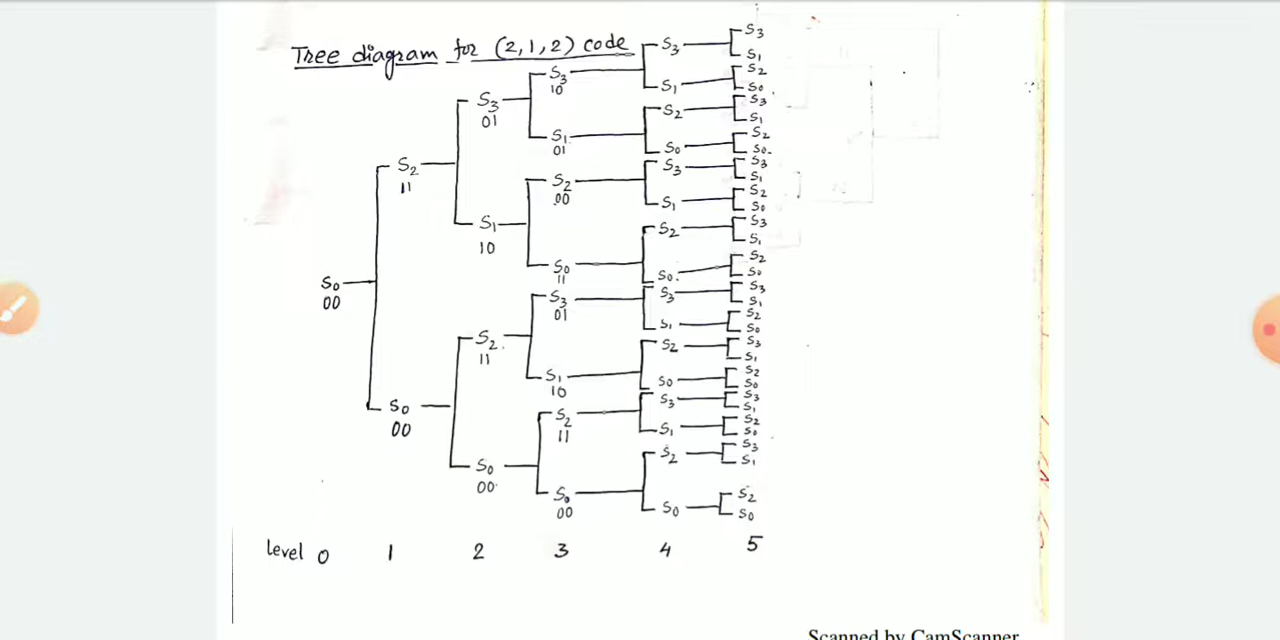 Tree diagram for (2,1,2) code
S3
S3
S1
S3
10
S1
S2
S0
S3
01
S2
S3
S1
S1
01
S0
S2
S0.
S2
11
S2
00
S3
S3
S1
S1
S2
S0
S1
10
S0
11
S2
S3
S1
S0.
S2
S0
S0
00
S3
01
S3
S3
S1
S1
S2
S0
S2.
11
S1
10
S2
S3
S1
S0
S2
S0
S0
00
S2
11
S3
S3
S1
S1
S2
S0
S0
00.
S0
00
S2
S3
S1
S0
S2
S0
level 0 1 2 3 4 5
Scanned by CamScanner